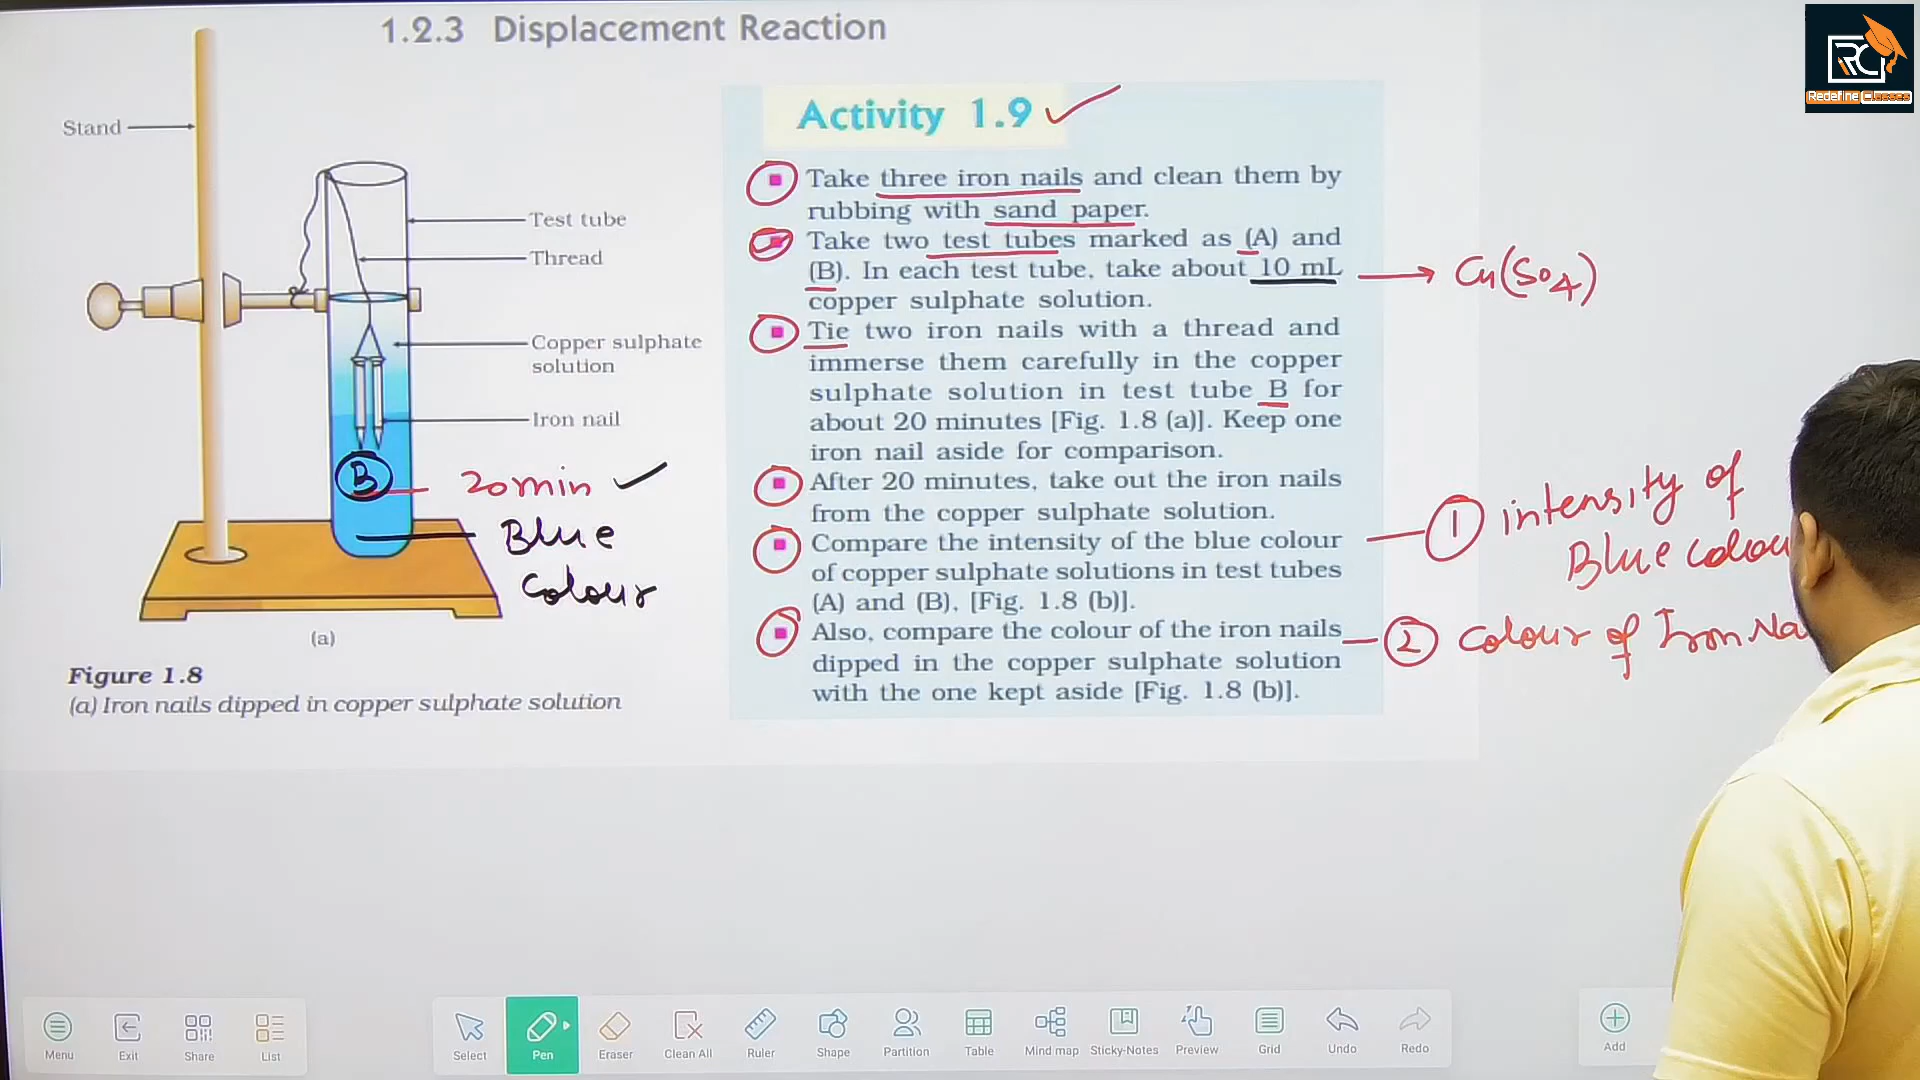 1.2.3 Displacement Reaction
RC
Redefine Classes
Stand
Test tube
Thread
Copper sulphate
solution
Iron nail
B
20min
Blue
Colour
(a)
Figure 1.8
(a) Iron nails dipped in copper sulphate solution
Activity 1.9
Take three iron nails and clean them by
rubbing with sand paper.
Take two test tubes marked as (A) and
(B). In each test tube, take about 10 mL
copper sulphate solution.
Tie two iron nails with a thread and
immerse them carefully in the copper
sulphate solution in test tube B for
about 20 minutes [Fig. 1.8 (a)]. Keep one
iron nail aside for comparison.
After 20 minutes, take out the iron nails
from the copper sulphate solution.
Compare the intensity of the blue colour
of copper sulphate solutions in test tubes
(A) and (B), [Fig. 1.8 (b)].
Also, compare the colour of the iron nails
dipped in the copper sulphate solution
with the one kept aside [Fig. 1.8 (b)].
Cu(SO4)
1 intensity of
Blue colou
2 Colour of Iron Na
Menu
Exit
Share
List
Select
Pen
Eraser
Clean All
Ruler
Shape
Partition
Table
Mind map
Sticky-Notes
Preview
Grid
Undo
Redo
Add